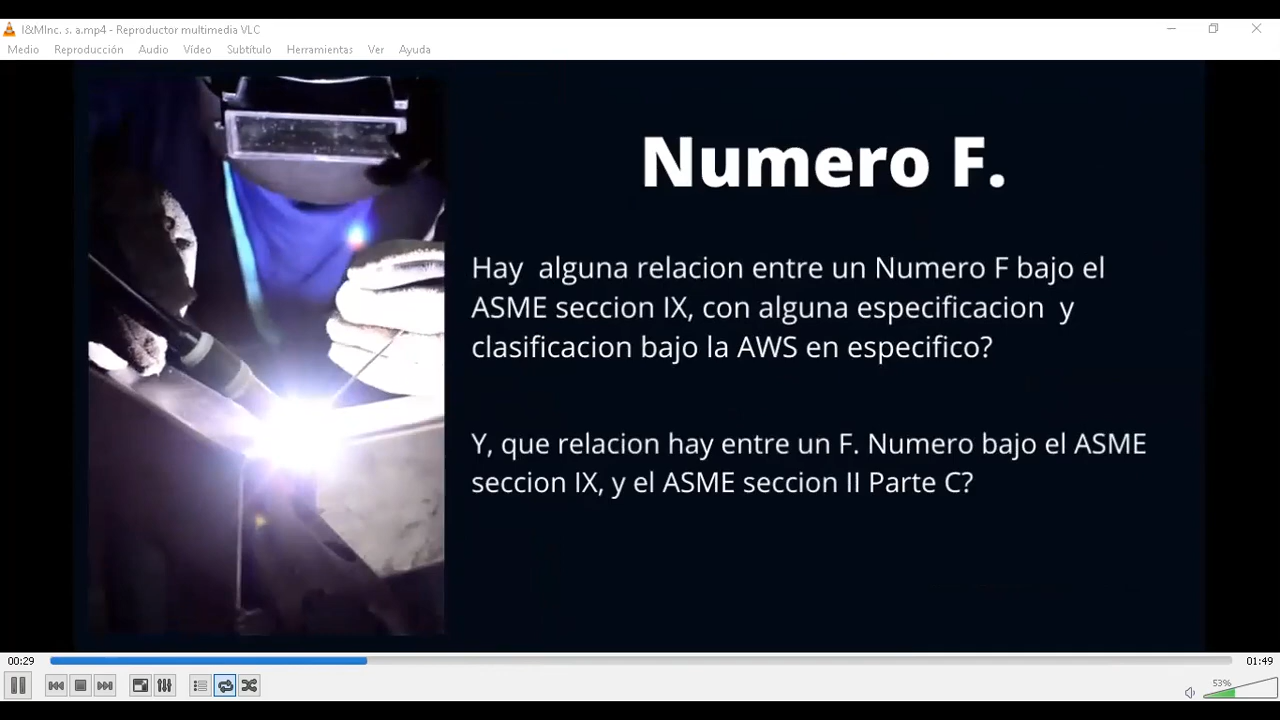 I&MInc. s. a.mp4 - Reproductor multimedia VLC
Medio Reproducción Audio Vídeo Subtítulo Herramientas Ver Ayuda
Numero F.
Hay alguna relacion entre un Numero F bajo el
ASME seccion IX, con alguna especificacion y
clasificacion bajo la AWS en especifico?
Y, que relacion hay entre un F. Numero bajo el ASME
seccion IX, y el ASME seccion II Parte C?
00:29 01:49
53%